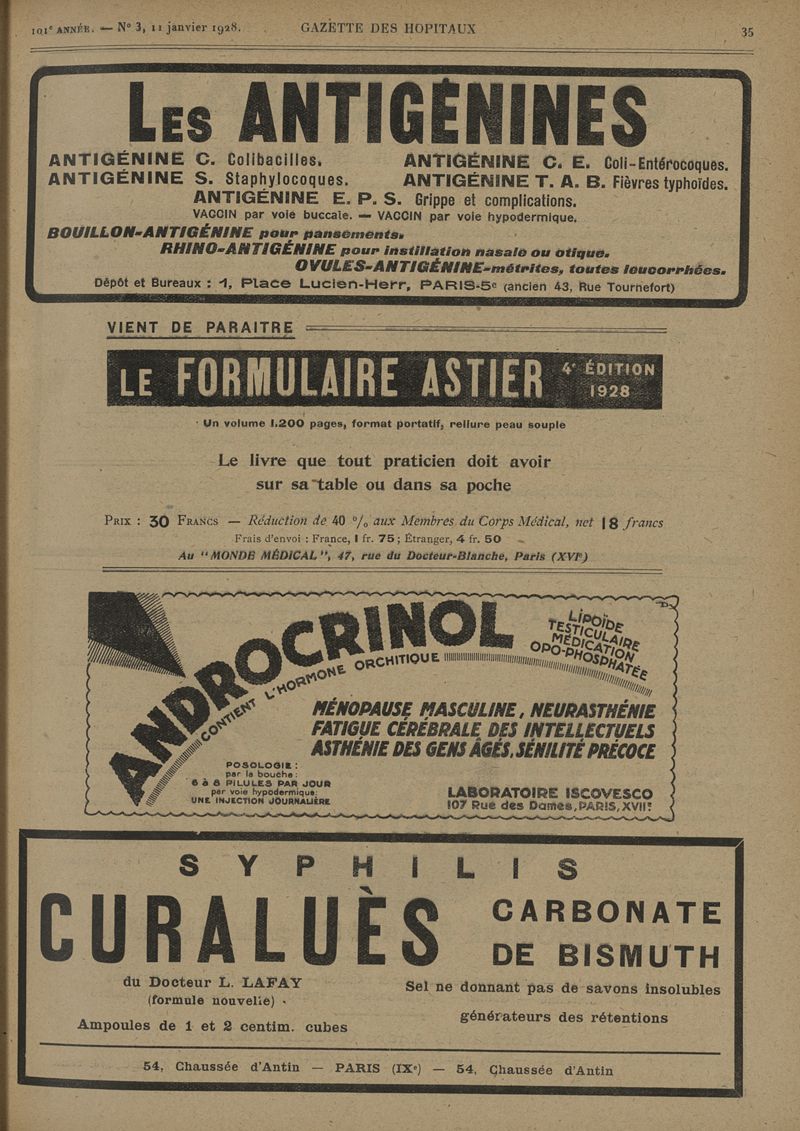 101e ANNÉE. — No 3, 11 janvier 1928.
GAZETTE DES HOPITAUX
35
LES ANTIGÉNINES
ANTIGÉNINE C. Colibacilles.
ANTIGÉNINE C. E. Coli-Entérocoques.
ANTIGÉNINE S. Staphylocoques.
ANTIGÉNINE T. A. B. Fièvres typhoïdes.
ANTIGÉNINE E. P. S. Grippe et complications.
VACCIN par voie buccale. — VACCIN par voie hypodermique.
BOUILLON-ANTIGÉNINE pour pansements.
RHINO-ANTIGÉNINE pour instillation nasale ou otique.
OVULES-ANTIGÉNINE-métrites, toutes leucorrhées.
Dépôt et Bureaux : 1, Place Lucien-Herr, PARIS-5e (ancien 43, Rue Tournefort)
VIENT DE PARAITRE
LE FORMULAIRE ASTIER
4e ÉDITION
1928
Un volume 1.200 pages, format portatif, reliure peau souple
Le livre que tout praticien doit avoir
sur sa table ou dans sa poche
PRIX : 30 FRANCS — Réduction de 40 % aux Membres du Corps Médical, net 18 francs
Frais d'envoi : France, 1 fr. 75 ; Étranger, 4 fr. 50
Au "MONDE MÉDICAL", 47, rue du Docteur-Blanche, Paris (XVIe)
ANDROCRINOL
CONTIENT L'HORMONE ORCHITIQUE
LIPOÏDE
TESTICULAIRE
MÉDICATION
OPO-PHOSPHATÉE
MÉNOPAUSE MASCULINE, NEURASTHÉNIE
FATIGUE CÉRÉBRALE DES INTELLECTUELS
ASTHÉNIE DES GENS ÂGÉS, SÉNILITÉ PRÉCOCE
POSOLOGIE :
par la bouche :
6 à 8 PILULES PAR JOUR
par voie hypodermique :
UNE INJECTION JOURNALIÈRE
LABORATOIRE ISCOVESCO
107 Rue des Dames, PARIS, XVIIe
SYPHILIS
CURALUÈS
CARBONATE
DE BISMUTH
du Docteur L. LAFAY
(formule nouvelle)
Ampoules de 1 et 2 centim. cubes
Sel ne donnant pas de savons insolubles
générateurs des rétentions
54, Chaussée d'Antin — PARIS (IXe) — 54, Chaussée d'Antin